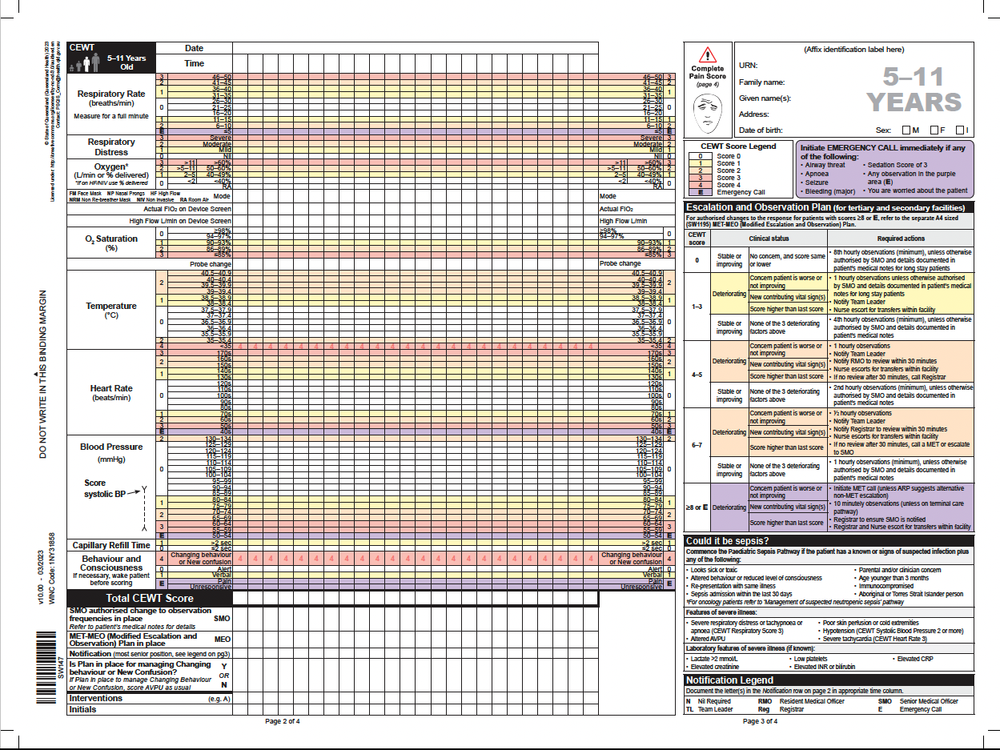 © State of Queensland (Queensland Health) 2023
Contact: PSQIS_Comm@health.qld.gov.au
DO NOT WRITE IN THIS BINDING MARGIN
v10.00 - 03/2023
WINC Code: 1NY31858
SW147
CEWT
5–11 Years
Old
Date
Time
Respiratory Rate
(breaths/min)
Measure for a full minute
3 46–50 46–50 3
2 41–45 41–45 2
1 36–40 36–40 1
31–35 31–35
0 26–30 26–30 0
21–25 21–25
16–20 16–20
1 11–15 11–15 1
2 6–10 6–10 2
E ≤5 ≤5 E
Respiratory
Distress
3 Severe Severe 3
2 Moderate Moderate 2
1 Mild Mild 1
0 Nil Nil 0
Oxygen*
(L/min or % delivered)
*If on HF/NIV use % delivered
3 >11 >60% >11 >60% 3
2 >5–11 50–60% >5–11 50–60% 2
1 2–5 40–49% 2–5 40–49% 1
0 <2 <40% <2 <40% 0
RA RA
FM Face Mask NP Nasal Prongs HF High Flow
NRM Non Re-breather Mask NIV Non Invasive RA Room Air
Mode Mode
Actual FiO₂ on Device Screen Actual FiO₂
High Flow L/min on Device Screen High Flow L/min
O₂ Saturation
(%)
0 ≥98% ≥98% 0
94–97% 94–97%
1 90–93% 90–93% 1
2 86–89% 86–89% 2
3 ≤85% ≤85% 3
Probe change Probe change
Temperature
(°C)
2 40.5–40.9 40.5–40.9 2
40–40.4 40–40.4
39.5–39.9 39.5–39.9
39–39.4 39–39.4
1 38.5–38.9 38.5–38.9 1
38–38.4 38–38.4
0 37.5–37.9 37.5–37.9 0
37–37.4 37–37.4
36.5–36.9 36.5–36.9
36–36.4 36–36.4
35.5–35.9 35.5–35.9
2 35–35.4 35–35.4 2
4 <35 4 4 4 4 4 4 4 4 4 4 4 4 4 4 4 4 4 4 4 4 4 4 4 4 <35 4
Heart Rate
(beats/min)
3 170s 170s 3
2 160s 160s 2
150s 150s
1 140s 140s 1
130s 130s
0 120s 120s 0
110s 110s
100s 100s
90s 90s
80s 80s
1 70s 70s 1
2 60s 60s 2
3 50s 50s 3
E 40s 40s E
Blood Pressure
(mmHg)
Score
systolic BP
2 130–134 130–134 2
125–129 125–129
120–124 120–124
115–119 115–119
110–114 110–114
0 105–109 105–109 0
100–104 100–104
95–99 95–99
90–94 90–94
85–89 85–89
1 80–84 80–84 1
75–79 75–79
2 70–74 70–74 2
65–69 65–69
3 60–64 60–64 3
55–59 55–59
E 50–54 50–54 E
Capillary Refill Time
1 >2 sec >2 sec 1
0 ≤2 sec ≤2 sec 0
Behaviour and
Consciousness
If necessary, wake patient
before scoring
4 Changing behaviour
or New confusion 4 4 4 4 4 4 4 4 4 4 4 4 4 4 4 4 4 4 4 4 4 4 4 4 Changing behaviour
or New confusion 4
0 Alert Alert 0
1 Verbal Verbal 1
E Pain Pain E
Unresponsive Unresponsive
Total CEWT Score
SMO authorised change to observation
frequencies in place SMO
Refer to patient's medical notes for details
MET-MEO (Modified Escalation and
Observation) Plan in place MEO
Notification (most senior position, see legend on pg3)
Is Plan in place for managing Changing
behaviour or New Confusion?
If Plan in place to manage Changing Behaviour
or New Confusion, score AVPU as usual
Y
OR
N
Interventions (e.g. A)
Initials
Page 2 of 4
Complete
Pain Score
(page 4)
(Affix identification label here)
URN:
Family name:
Given name(s):
Address:
Date of birth: Sex: M F I
5–11
YEARS
CEWT Score Legend
0 Score 0
1 Score 1
2 Score 2
3 Score 3
4 Score 4
E Emergency Call
Initiate EMERGENCY CALL immediately if any
of the following:
• Airway threat
• Apnoea
• Seizure
• Bleeding (major)
• Sedation Score of 3
• Any observation in the purple
area (E)
• You are worried about the patient
Escalation and Observation Plan (for tertiary and secondary facilities)
For authorised changes to the response for patients with scores ≥8 or E, refer to the separate A4 sized
(SW1195) MET-MEO (Modified Escalation and Observation) Plan.
CEWT
score
Clinical status
Required actions
0
Stable or
improving
No concern, and score same
or lower
• 8th hourly observations (minimum), unless otherwise
authorised by SMO and details documented in
patient's medical notes for long stay patients
1–3
Deteriorating
Concern patient is worse or
not improving
New contributing vital sign(s)
Score higher than last score
• 1 hourly observations unless otherwise authorised
by SMO and details documented in patient's medical
notes for long stay patients
• Notify Team Leader
• Nurse escort for transfers within facility
Stable or
improving
None of the 3 deteriorating
factors above
• 4th hourly observations (minimum), unless otherwise
authorised by SMO and details documented in
patient's medical notes
4–5
Deteriorating
Concern patient is worse or
not improving
New contributing vital sign(s)
Score higher than last score
• 1 hourly observations
• Notify Team Leader
• Notify RMO to review within 30 minutes
• Nurse escorts for transfers within facility
• If no review after 30 minutes, call Registrar
Stable or
improving
None of the 3 deteriorating
factors above
• 2nd hourly observations (minimum), unless otherwise
authorised by SMO and details documented in
patient's medical notes
6–7
Deteriorating
Concern patient is worse or
not improving
New contributing vital sign(s)
Score higher than last score
• ½ hourly observations
• Notify Team Leader
• Notify Registrar to review within 30 minutes
• Nurse escorts for transfers within facility
• If no review after 30 minutes, call a MET or escalate
to SMO
Stable or
improving
None of the 3 deteriorating
factors above
• 1 hourly observations (minimum), unless otherwise
authorised by SMO and details documented in
patient's medical notes
≥8 or E
Deteriorating
Concern patient is worse or
not improving
New contributing vital sign(s)
Score higher than last score
• Initiate MET call (unless ARP suggests alternative
non-MET escalation)
• 10 minutely observations (unless on terminal care
pathway)
• Registrar to ensure SMO is notified
• Registrar and Nurse escort for transfers within facility
Could it be sepsis?
Commence the Paediatric Sepsis Pathway if the patient has a known or signs of suspected infection plus
any of the following:
• Looks sick or toxic
• Altered behaviour or reduced level of consciousness
• Re-presentation with same illness
• Sepsis admission within the last 30 days
• Parental and/or clinician concern
• Age younger than 3 months
• Immunocompromised
• Aboriginal or Torres Strait Islander person
*For oncology patients refer to 'Management of suspected neutropenic sepsis' pathway
Features of severe illness:
• Severe respiratory distress or tachypnoea or
apnoea (CEWT Respiratory Score 3)
• Altered AVPU
• Poor skin perfusion or cold extremities
• Hypotension (CEWT Systolic Blood Pressure 2 or more)
• Severe tachycardia (CEWT Heart Rate 3)
Laboratory features of severe illness (if known):
• Lactate >2 mmol/L
• Elevated creatinine
• Low platelets
• Elevated INR or bilirubin
• Elevated CRP
Notification Legend
Document the letter(s) in the Notification row on page 2 in appropriate time column.
N Nil Required RMO Resident Medical Officer SMO Senior Medical Officer
TL Team Leader Reg Registrar E Emergency Call
Page 3 of 4